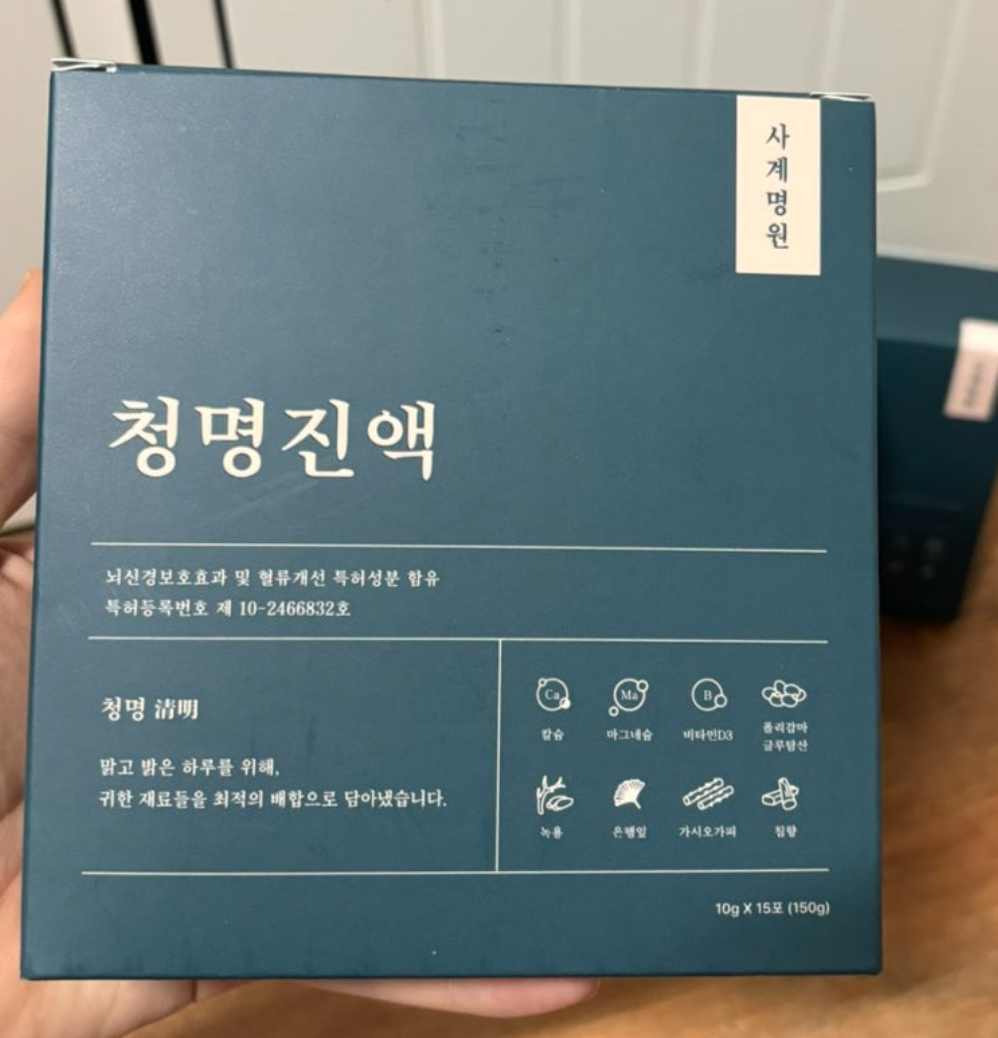 사계명원
청명진액
뇌신경보호효과 및 혈류개선 특허성분 함유
특허등록번호 제 10-2466832호
청명 清明
맑고 밝은 하루를 위해,
귀한 재료들을 최적의 배합으로 담아냈습니다.
Ca
Ma
B
칼슘
마그네슘
비타민D3
폴리감마
글루탐산
녹용
은행잎
가시오가피
침향
10g X 15포 (150g)